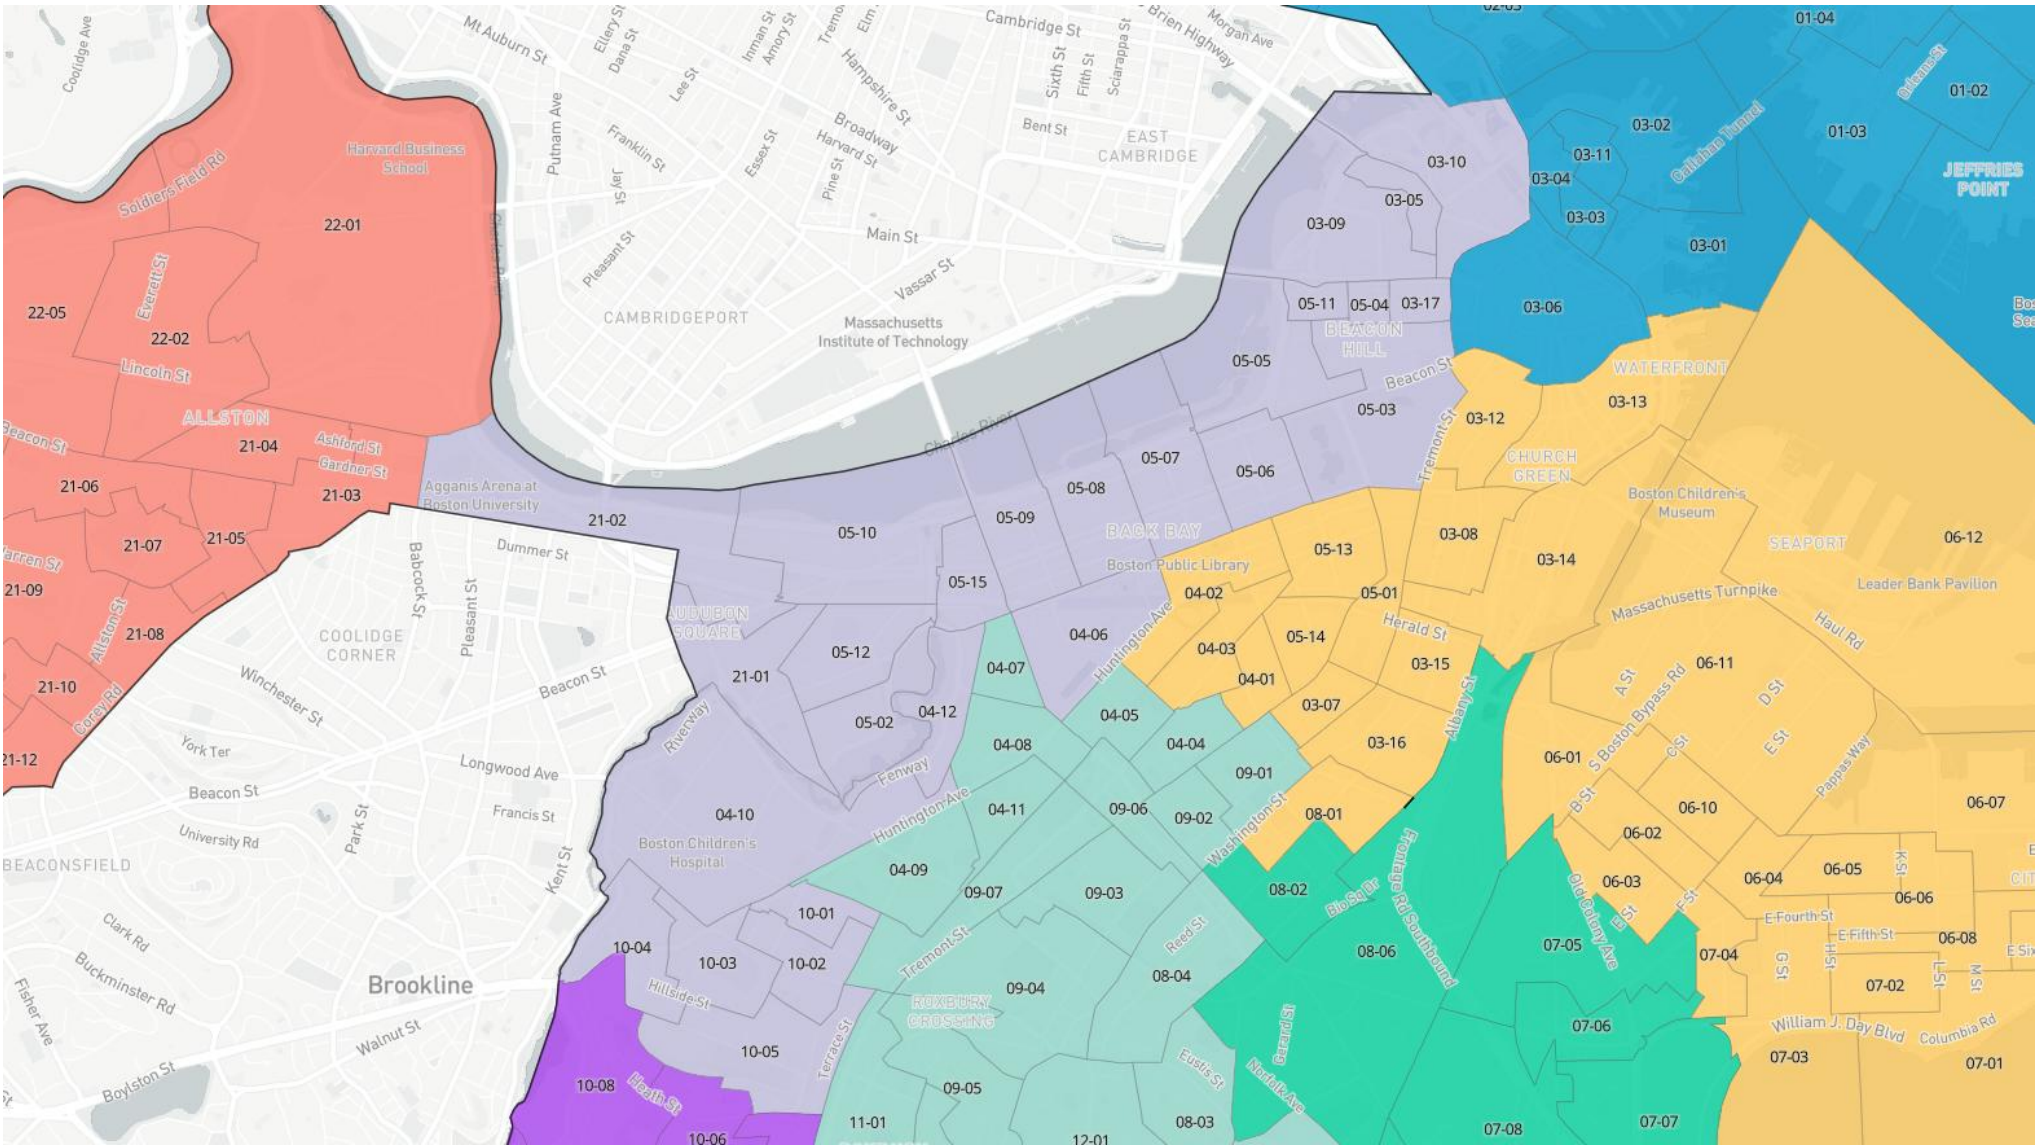 02-03
01-04
Coolidge Ave
Mt Auburn St
Ellery St
Dana St
Inman St
Amory St
Elm
Cambridge St
Brien Highway
Morgan Ave
Lee St
Hampshire St
Sixth St
Fifth St
Sciarappa St
Orleans St
01-02
Putnam Ave
Franklin St
Broadway
Harvard St
Bent St
EAST
CAMBRIDGE
03-02
01-03
Harvard Business
School
Essex St
Pine St
03-10
03-11
Callahan Tunnel
JEFFRIES
POINT
Soldiers Field Rd
Jay St
03-04
03-05
03-03
22-01
03-09
Main St
03-01
Pleasant St
Vassar St
Everett St
22-05
05-11
05-04
03-17
03-06
CAMBRIDGEPORT
Massachusetts
Institute of Technology
BEACON
HILL
22-02
Lincoln St
05-05
Beacon St
WATERFRONT
03-13
ALLSTON
05-03
03-12
Tremont St
Charles River
Beacon St
21-04
Ashford St
Gardner St
05-07
05-06
CHURCH
GREEN
21-06
21-03
Agganis Arena at
Boston University
05-08
Boston Children's
Museum
21-02
05-10
05-09
BACK BAY
03-08
SEAPORT
06-12
21-07
21-05
Dummer St
05-13
03-14
Boston Public Library
Leader Bank Pavilion
21-09
Babcock St
Pleasant St
05-15
04-02
05-01
Massachusetts Turnpike
AUDUBON
SQUARE
Herald St
Haul Rd
21-08
Allston St
COOLIDGE
CORNER
05-12
04-06
Huntington Ave
04-03
05-14
03-15
06-11
21-10
Corey Rd
Winchester St
Beacon St
21-01
04-07
04-01
A St
D St
05-02
04-12
04-05
03-07
Albany St
S Boston Bypass Rd
Riverway
York Ter
04-08
04-04
03-16
C St
E St
21-12
Longwood Ave
Fenway
09-01
06-01
Pappas Way
Beacon St
Francis St
04-10
Huntington Ave
04-11
09-06
09-02
08-01
B St
06-10
06-07
University Rd
Park St
Boston Children's
Hospital
Washington St
06-02
BEACONSFIELD
Kent St
04-09
09-07
09-03
08-02
Bio Sq Dr
Frontage Rd Southbound
Old Colony Ave
06-03
06-04
06-05
K St
06-06
10-01
E St
F St
E Fourth St
Clark Rd
10-04
Tremont St
Reed St
E Fifth St
06-08
Buckminster Rd
10-03
10-02
08-06
07-05
07-04
G St
H St
L St
M St
Brookline
Hillside St
09-04
08-04
07-02
Fisher Ave
ROXBURY
CROSSING
Walnut St
Gerard St
07-06
William J. Day Blvd
Columbia Rd
10-05
Terrace St
Eustis St
07-03
07-01
Boylston St
10-08
Heath St
09-05
Norfolk Ave
11-01
08-03
07-08
07-07
10-06
12-01